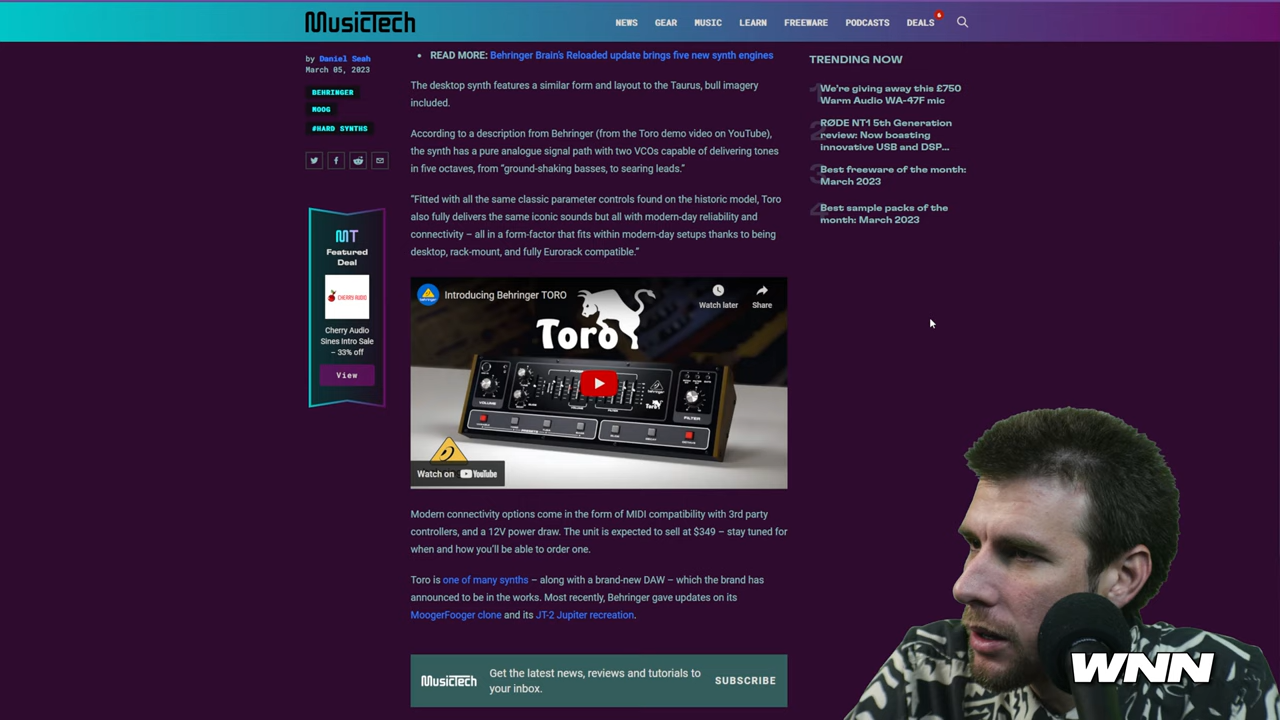 MusicTech
NEWS
GEAR
MUSIC
LEARN
FREEWARE
PODCASTS
DEALS
6
by Daniel Seah
March 05, 2023
BEHRINGER
MOOG
#HARD SYNTHS
MT
Featured
Deal
CHERRY AUDIO
Cherry Audio
Sines Intro Sale
– 33% off
View
• READ MORE: Behringer Brain's Reloaded update brings five new synth engines
The desktop synth features a similar form and layout to the Taurus, bull imagery
included.
According to a description from Behringer (from the Toro demo video on YouTube),
the synth has a pure analogue signal path with two VCOs capable of delivering tones
in five octaves, from “ground-shaking basses, to searing leads.”
“Fitted with all the same classic parameter controls found on the historic model, Toro
also fully delivers the same iconic sounds but all with modern-day reliability and
connectivity – all in a form-factor that fits within modern-day setups thanks to being
desktop, rack-mount, and fully Eurorack compatible.”
Introducing Behringer TORO
Watch later
Share
Toro
VOLUME
FILTER
Toro
Watch on YouTube
Modern connectivity options come in the form of MIDI compatibility with 3rd party
controllers, and a 12V power draw. The unit is expected to sell at $349 – stay tuned for
when and how you'll be able to order one.
Toro is one of many synths – along with a brand-new DAW – which the brand has
announced to be in the works. Most recently, Behringer gave updates on its
MoogerFooger clone and its JT-2 Jupiter recreation.
MusicTech
Get the latest news, reviews and tutorials to
your inbox.
SUBSCRIBE
TRENDING NOW
1
We're giving away this £750
Warm Audio WA-47F mic
2
RØDE NT1 5th Generation
review: Now boasting
innovative USB and DSP...
3
Best freeware of the month:
March 2023
4
Best sample packs of the
month: March 2023
WNN